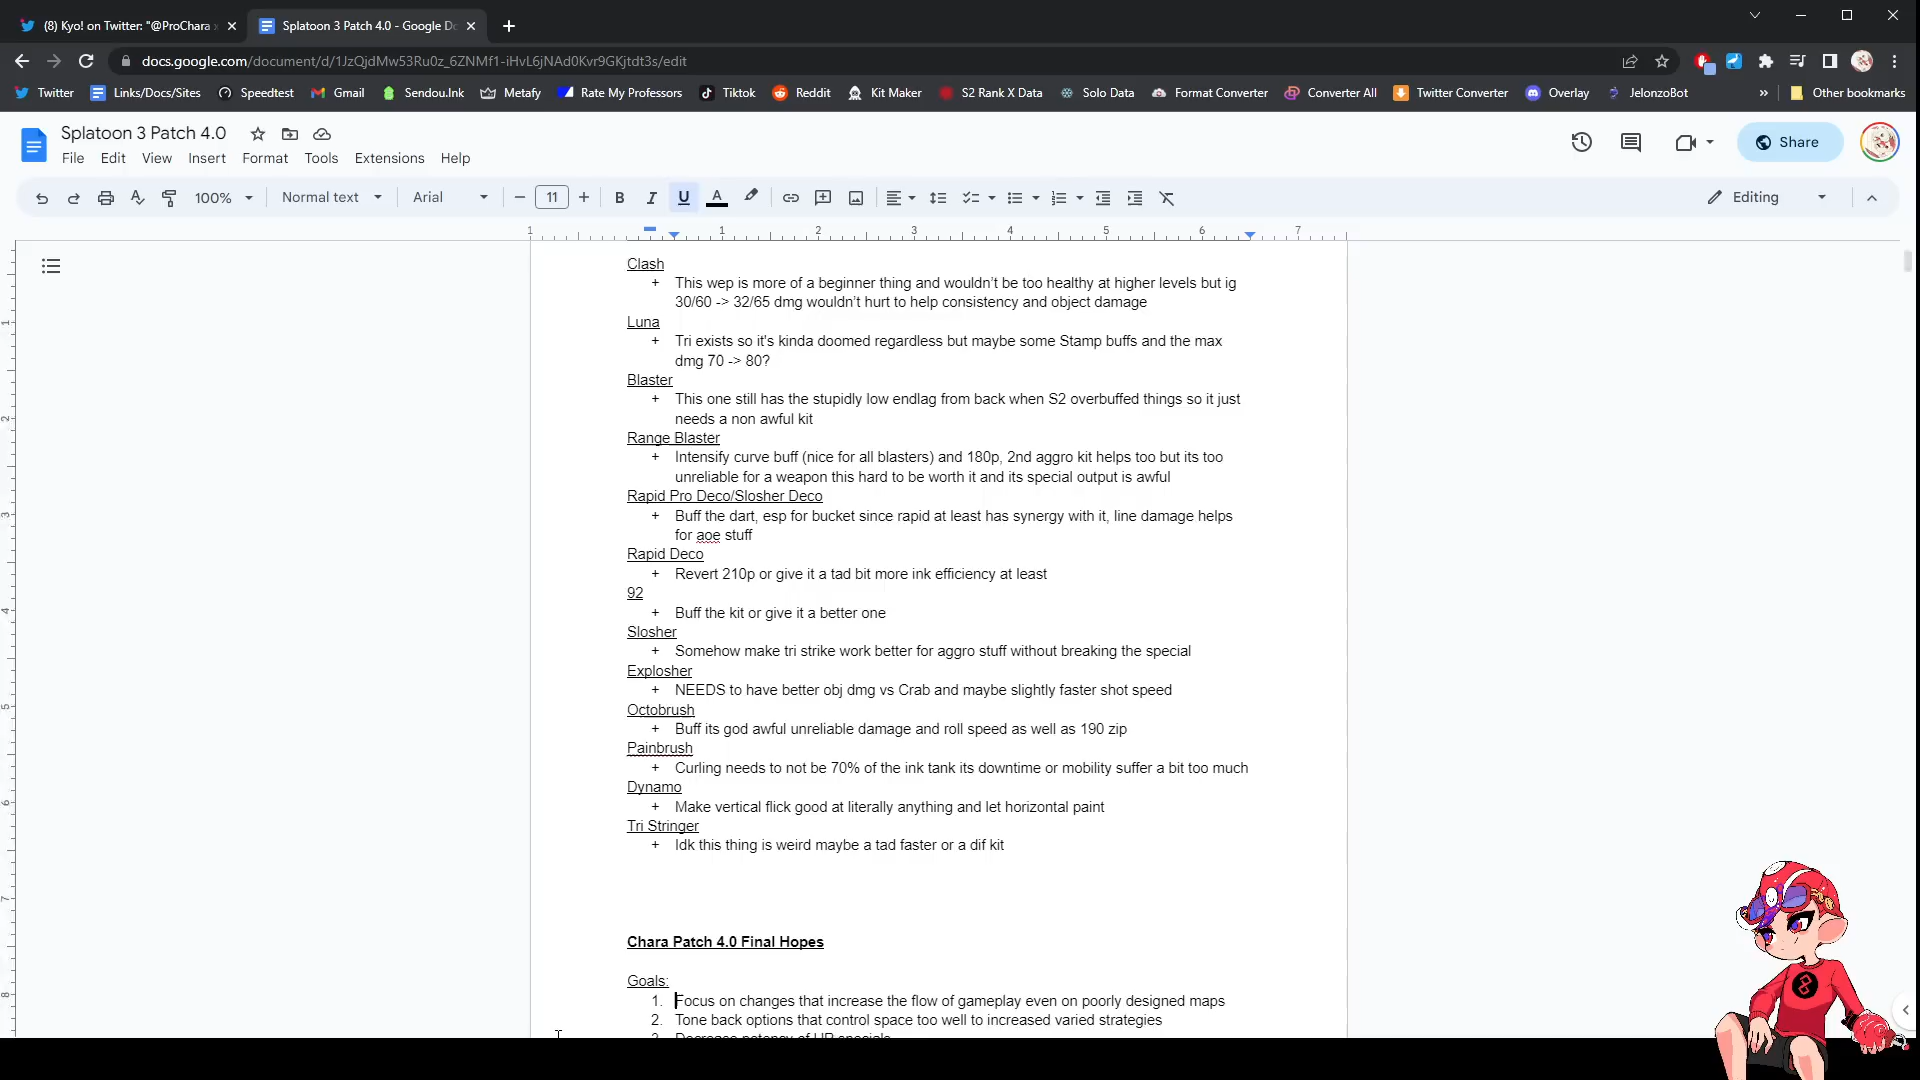 (8) Kyo! on Twitter: "@ProChara
Splatoon 3 Patch 4.0 - Google Do
docs.google.com/document/d/1JzQjdMw53Ru0z_6ZNMf1-iHvL6jNAd0Kvr9GKjtdt3s/edit
Twitter Links/Docs/Sites Speedtest Gmail Sendou.Ink Metafy Rate My Professors Tiktok Reddit Kit Maker S2 Rank X Data Solo Data Format Converter Converter All Twitter Converter Overlay JelonzoBot » Other bookmarks
Splatoon 3 Patch 4.0
Share
File Edit View Insert Format Tools Extensions Help
100% Normal text Arial 11 B I U A Editing
1 1 2 3 4 5 6 7
Clash
+ This wep is more of a beginner thing and wouldn't be too healthy at higher levels but ig
30/60 -> 32/65 dmg wouldn't hurt to help consistency and object damage
Luna
+ Tri exists so it's kinda doomed regardless but maybe some Stamp buffs and the max
dmg 70 -> 80?
Blaster
+ This one still has the stupidly low endlag from back when S2 overbuffed things so it just
needs a non awful kit
Range Blaster
+ Intensify curve buff (nice for all blasters) and 180p, 2nd aggro kit helps too but its too
unreliable for a weapon this hard to be worth it and its special output is awful
Rapid Pro Deco/Slosher Deco
+ Buff the dart, esp for bucket since rapid at least has synergy with it, line damage helps
for aoe stuff
Rapid Deco
+ Revert 210p or give it a tad bit more ink efficiency at least
92
+ Buff the kit or give it a better one
Slosher
+ Somehow make tri strike work better for aggro stuff without breaking the special
Explosher
+ NEEDS to have better obj dmg vs Crab and maybe slightly faster shot speed
Octobrush
+ Buff its god awful unreliable damage and roll speed as well as 190 zip
Painbrush
+ Curling needs to not be 70% of the ink tank its downtime or mobility suffer a bit too much
Dynamo
+ Make vertical flick good at literally anything and let horizontal paint
Tri Stringer
+ Idk this thing is weird maybe a tad faster or a dif kit
Chara Patch 4.0 Final Hopes
Goals:
1. Focus on changes that increase the flow of gameplay even on poorly designed maps
2. Tone back options that control space too well to increased varied strategies